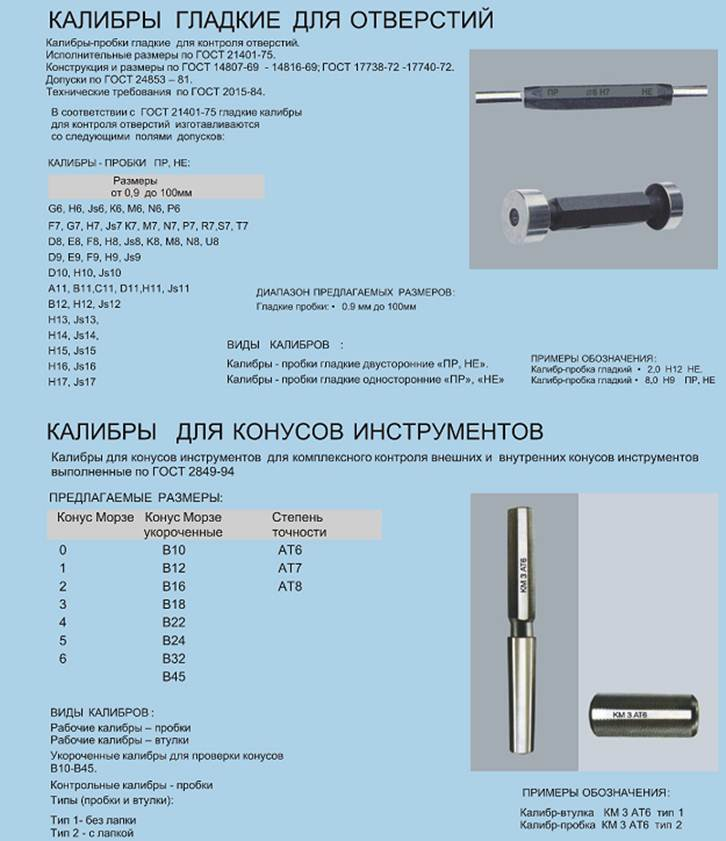 КАЛИБРЫ ГЛАДКИЕ ДЛЯ ОТВЕРСТИЙ
Калибры-пробки гладкие для контроля отверстий.
Исполнительные размеры по ГОСТ 21401-75.
Конструкция и размеры по ГОСТ 14807-69 - 14816-69; ГОСТ 17738-72 -17740-72.
Допуски по ГОСТ 24853 – 81.
Технические требования по ГОСТ 2015-84.
В соответствии с ГОСТ 21401-75 гладкие калибры
для контроля отверстий изготавливаются
со следующими полями допусков:
ПР ⌀6 H7 НЕ
КАЛИБРЫ - ПРОБКИ ПР, НЕ:
Размеры
от 0,9 до 100мм
G6, H6, Js6, K6, M6, N6, P6
F7, G7, H7, Js7 K7, M7, N7, P7, R7,S7, T7
D8, E8, F8, H8, Js8, K8, M8, N8, U8
D9, E9, F9, H9, Js9
D10, H10, Js10
A11, B11,C11, D11,H11, Js11
B12, H12, Js12
H13, Js13,
H14, Js14,
H15, Js15
H16, Js16
H17, Js17
ДИАПАЗОН ПРЕДЛАГАЕМЫХ РАЗМЕРОВ:
Гладкие пробки: • 0.9 мм до 100мм
ВИДЫ КАЛИБРОВ :
Калибры - пробки гладкие двусторонние «ПР, НЕ».
Калибры - пробки гладкие односторонние «ПР», «НЕ»
ПРИМЕРЫ ОБОЗНАЧЕНИЯ:
Калибр-пробка гладкий • 2,0 H12 НЕ.
Калибр-пробка гладкий • 8,0 H9 ПР, НЕ
КАЛИБРЫ ДЛЯ КОНУСОВ ИНСТРУМЕНТОВ
Калибры для конусов инструментов для комплексного контроля внешних и внутренних конусов инструментов
выполненные по ГОСТ 2849-94
ПРЕДЛАГАЕМЫЕ РАЗМЕРЫ:
Конус Морзе Конус Морзе Степень
укороченные точности
0 B10 AT6
1 B12 AT7
2 B16 AT8
3 B18
4 B22
5 B24
6 B32
B45
КМ 3 АТ6
КМ 3 АТ6
ВИДЫ КАЛИБРОВ :
Рабочие калибры – пробки
Рабочие калибры – втулки
Укороченные калибры для проверки конусов
B10-B45.
Контрольные калибры - пробки
Типы (пробки и втулки):
Тип 1- без лапки
Тип 2 - с лапкой
ПРИМЕРЫ ОБОЗНАЧЕНИЯ:
Калибр-втулка КМ 3 АТ6 тип 1
Калибр-пробка КМ 3 АТ6 тип 2